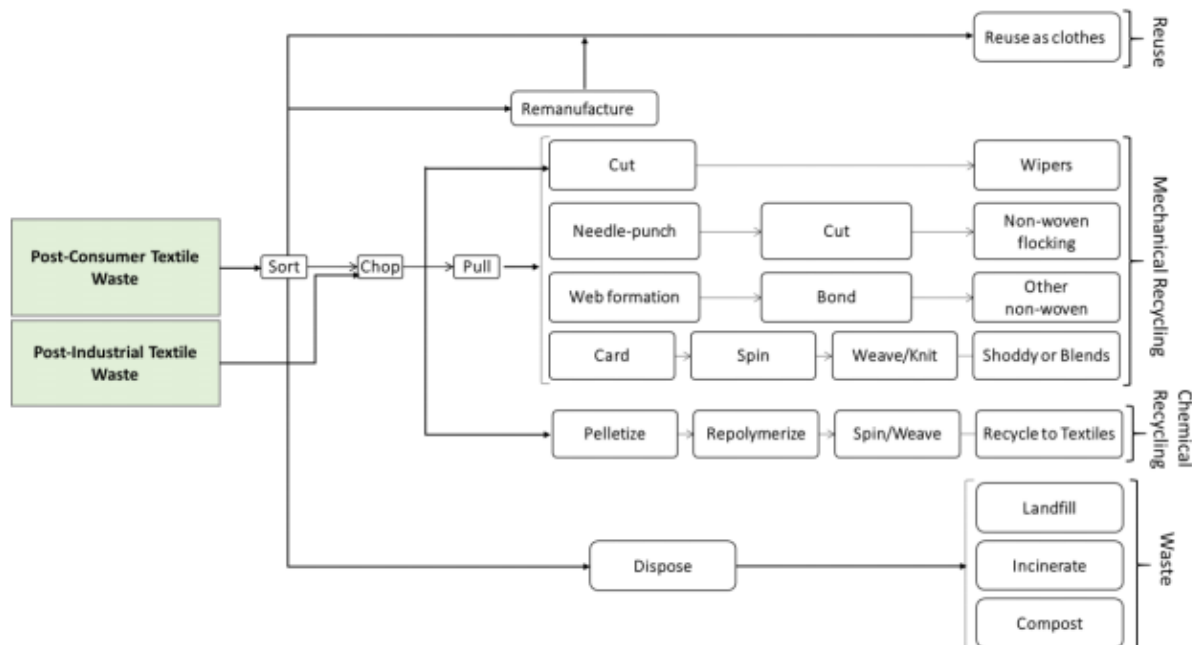 Reuse as clothes
Reuse
Remanufacture
Cut
Wipers
Needle-punch
Cut
Non-woven
flocking
Web formation
Bond
Other
non-woven
Card
Spin
Weave/Knit
Shoddy or Blends
Mechanical Recycling
Post-Consumer Textile
Waste
Sort
Chop
Pull
Post-Industrial Textile
Waste
Pelletize
Repolymerize
Spin/Weave
Recycle to Textiles
Chemical
Recycling
Dispose
Landfill
Incinerate
Compost
Waste